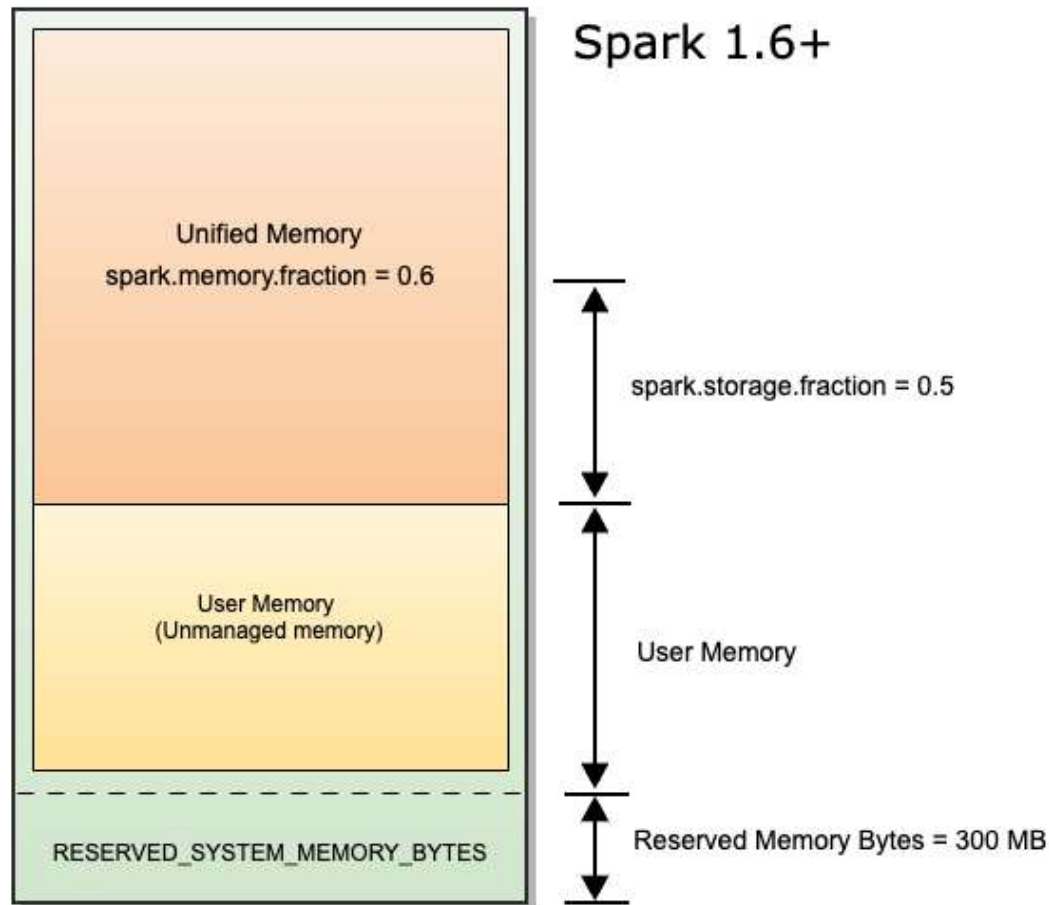 Spark 1.6+
Unified Memory
spark.memory.fraction = 0.6
spark.storage.fraction = 0.5
User Memory
(Unmanaged memory)
User Memory
RESERVED_SYSTEM_MEMORY_BYTES
Reserved Memory Bytes = 300 MB